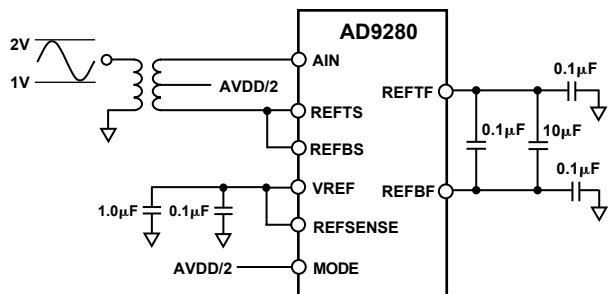 AD9280
2V
1V
AIN
AVDD/2
REFTS
REFBS
VREF
REFSENSE
1.0μF
0.1μF
AVDD/2
MODE
REFTF
REFBF
0.1μF
0.1μF
10μF
0.1μF